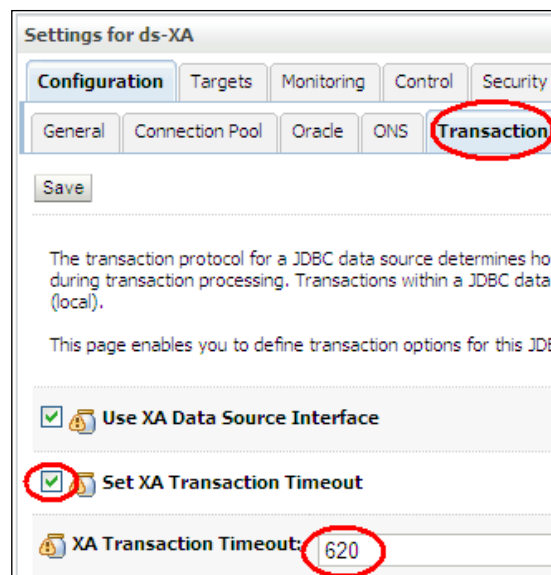 Settings for ds-XA
Configuration Targets Monitoring Control Security
General Connection Pool Oracle ONS Transaction
Save
The transaction protocol for a JDBC data source determines ho
during transaction processing. Transactions within a JDBC data
(local).
This page enables you to define transaction options for this JDB
Use XA Data Source Interface
Set XA Transaction Timeout
XA Transaction Timeout: 620